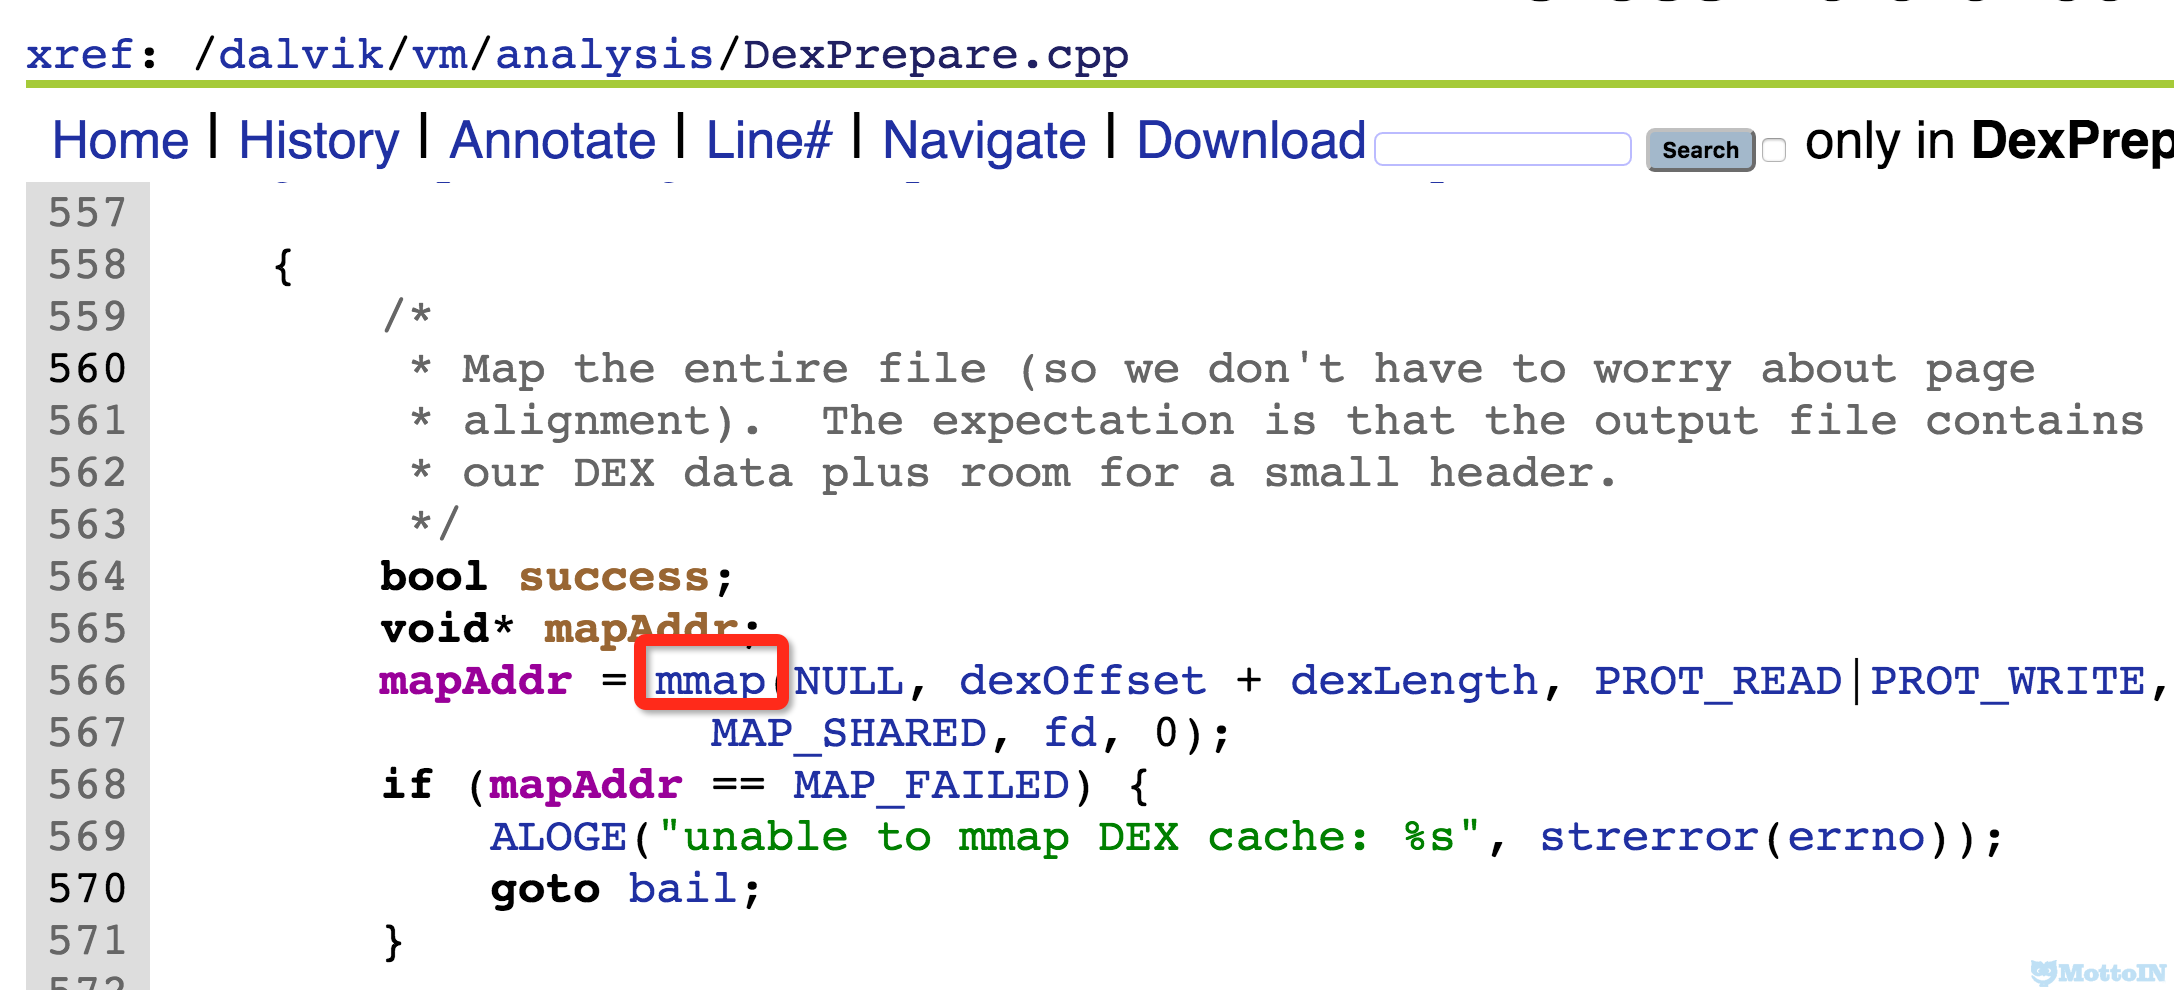 xref: /dalvik/vm/analysis/DexPrepare.cpp
Home | History | Annotate | Line# | Navigate | Download Search only in DexPrep
557
558 {
559 /*
560 * Map the entire file (so we don't have to worry about page
561 * alignment).  The expectation is that the output file contains
562 * our DEX data plus room for a small header.
563 */
564 bool success;
565 void* mapAddr;
566 mapAddr = mmap(NULL, dexOffset + dexLength, PROT_READ|PROT_WRITE,
567 MAP_SHARED, fd, 0);
568 if (mapAddr == MAP_FAILED) {
569 ALOGE("unable to mmap DEX cache: %s", strerror(errno));
570 goto bail;
571 }
572
MottoIN